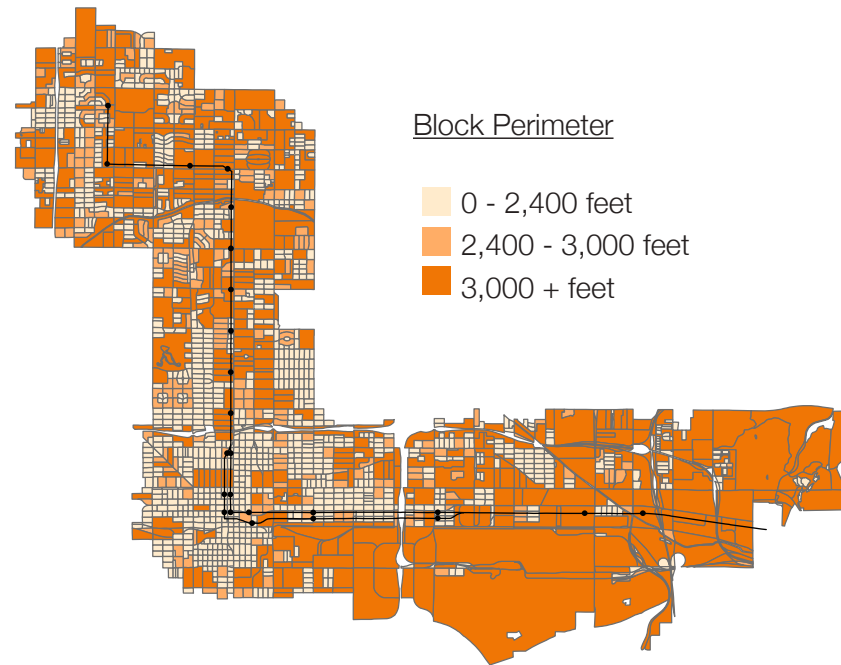 Block Perimeter
0 - 2,400 feet
2,400 - 3,000 feet
3,000 + feet